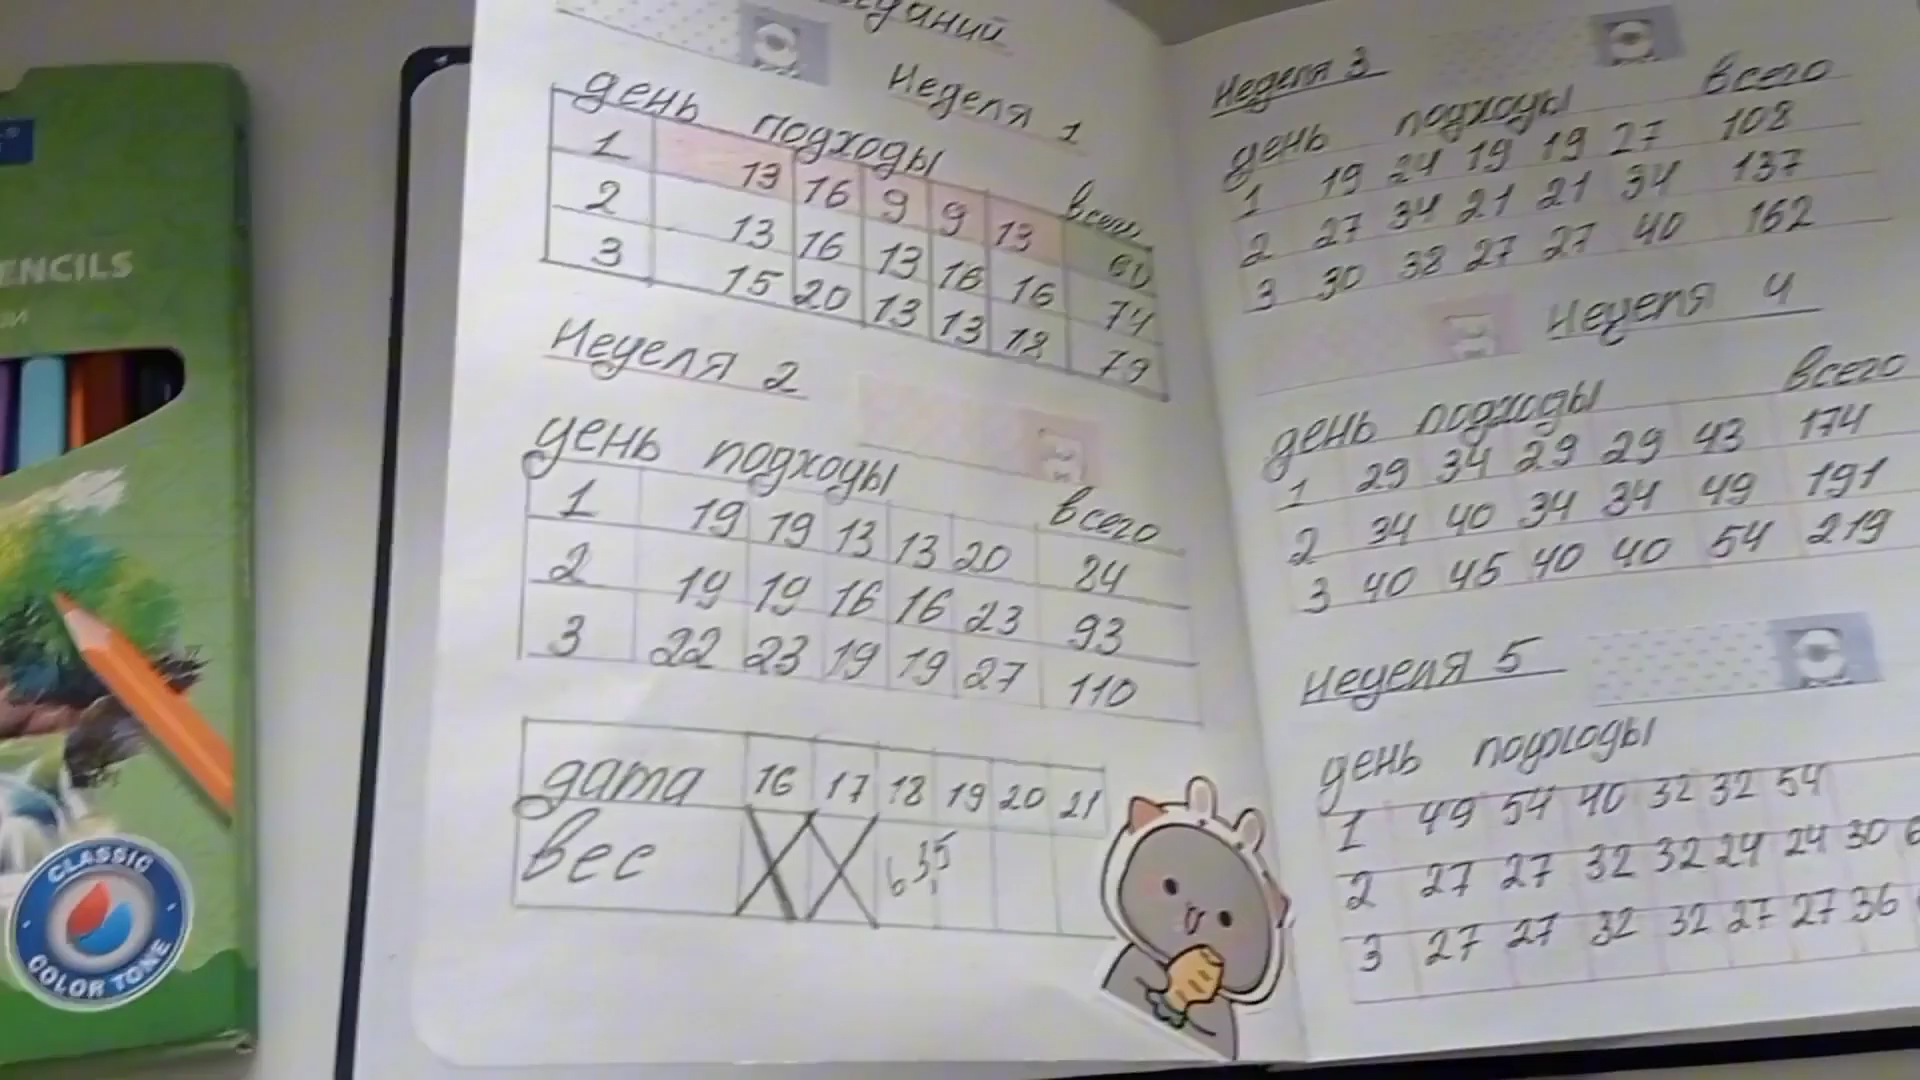 ENCILS
CLASSIC
COLOR TONE
Неделя 1
день подходы всего
1 13 16 9 9 13 60
2 13 16 13 16 16 74
3 15 20 13 13 18 79
Неделя 2
день подходы всего
1 19 19 13 13 20 84
2 19 19 16 16 23 93
3 22 23 19 19 27 110
дата 16 17 18 19 20 21
вес 63,5
Неделя 3
день подходы всего
1 19 24 19 19 27 108
2 27 34 21 21 34 137
3 30 38 27 27 40 162
Неделя 4
день подходы всего
1 29 34 29 29 43 174
2 34 40 34 34 49 191
3 40 45 40 40 54 219
Неделя 5
день подходы
1 49 54 40 32 32 54
2 27 27 32 32 24 24 30
3 27 27 32 32 27 27 36